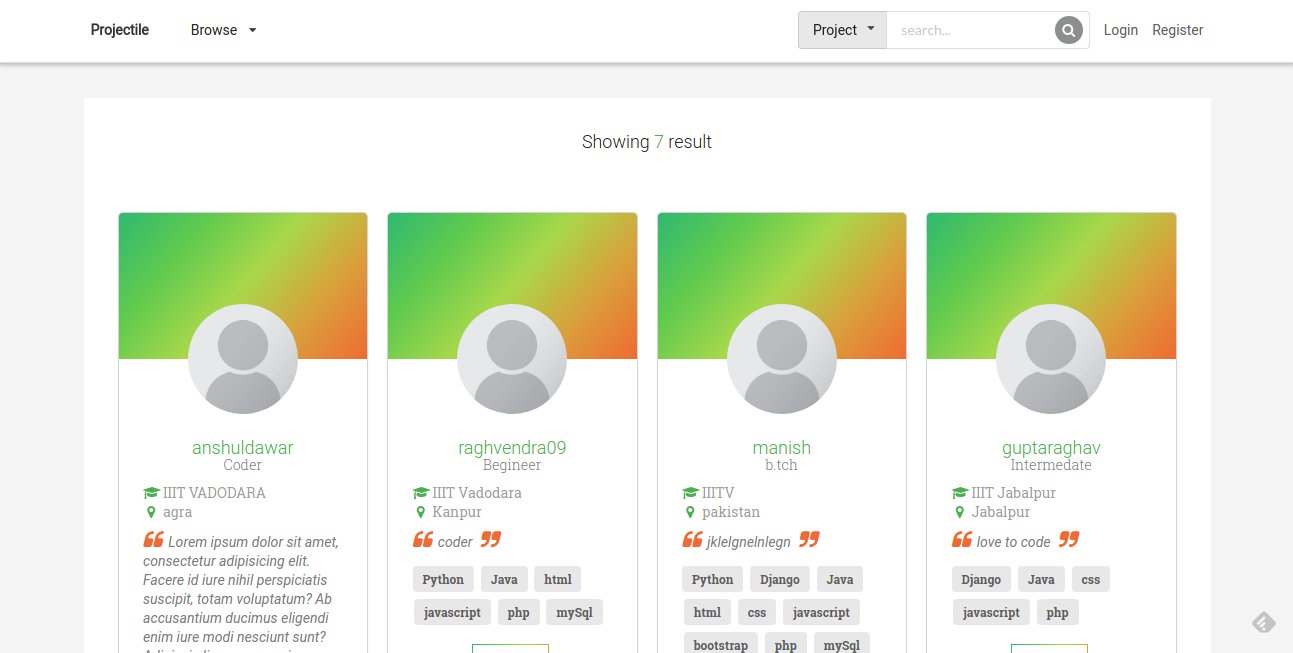 Projectile Browse Project search... Login Register
Showing 7 result
anshuldawar
Coder
IIIT VADODARA
agra
Lorem ipsum dolor sit amet,
consectetur adipisicing elit.
Facere id iure nihil perspiciatis
suscipit, totam voluptatum? Ab
accusantium ducimus eligendi
enim iure modi nesciunt sunt?
raghvendra09
Begineer
IIIT Vadodara
Kanpur
coder
Python Java html
javascript php mySql
manish
b.tch
IIITV
pakistan
jklelgnelnlegn
Python Django Java
html css javascript
bootstrap php mySql
guptaraghav
Intermedate
IIIT Jabalpur
Jabalpur
love to code
Django Java css
javascript php